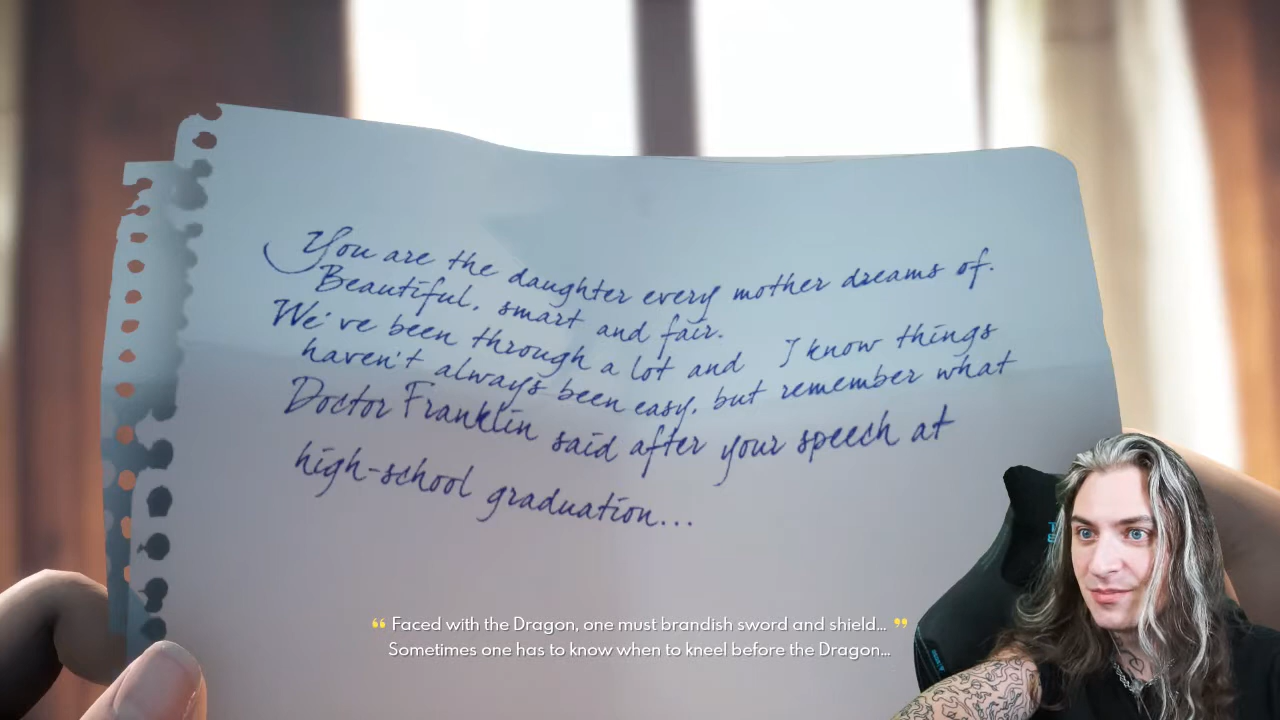 You are the daughter every mother dreams of.
Beautiful, smart and fair.
We've been through a lot and I know things
haven't always been easy, but remember what
Doctor Franklin said after your speech at
high-school graduation...
“ Faced with the Dragon, one must brandish sword and shield... ”
Sometimes one has to know when to kneel before the Dragon...